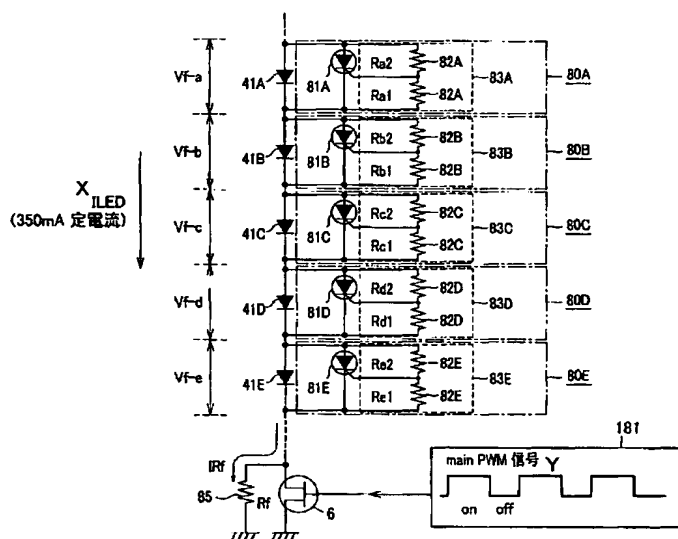 Vf-a
41A
81A
Ra2
Ra1
82A
82A
83A
80A
Vf-b
41B
81B
Rb2
Rb1
82B
82B
83B
80B
X ILED
(350mA 定電流)
Vf-c
41C
81C
Rc2
Rc1
82C
82C
83C
80C
Vf-d
41D
81D
Rd2
Rd1
82D
82D
83D
80D
Vf-e
41E
81E
Re2
Re1
82E
82E
83E
80E
181
main PWM 信号 Y
on off
IRf
85
Rf
6